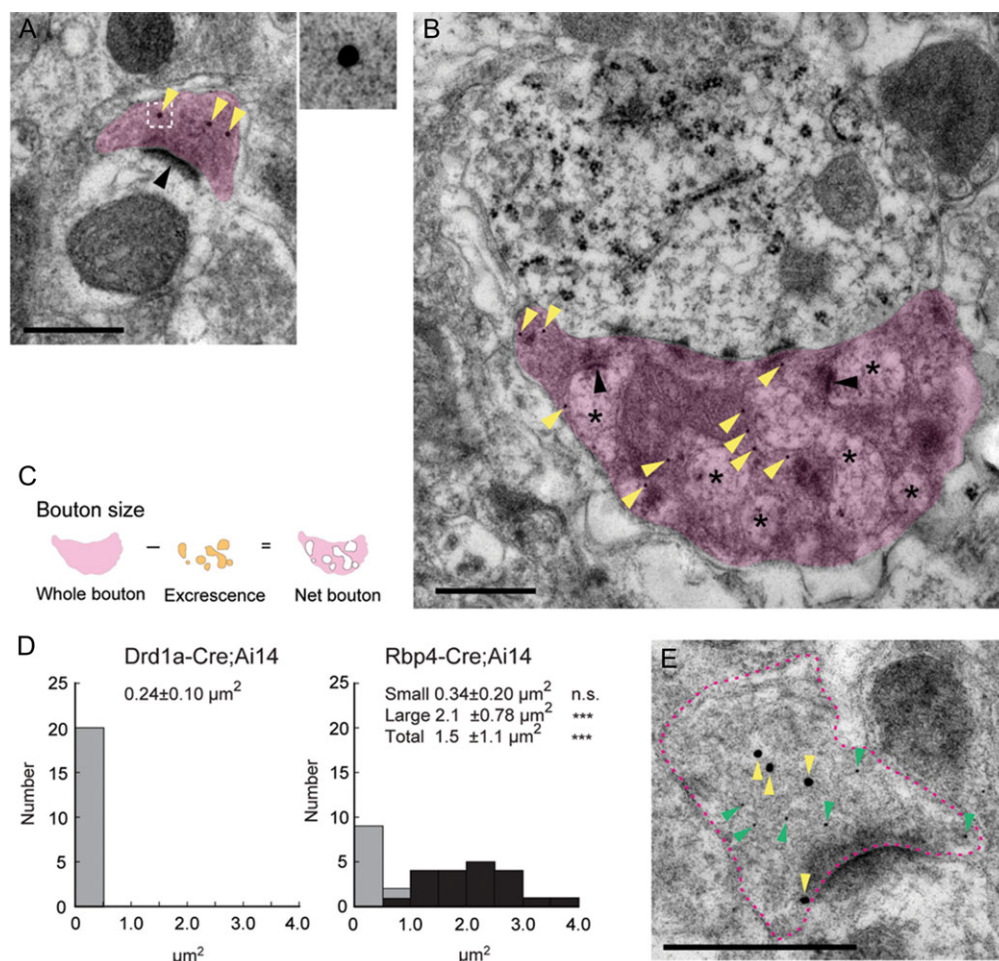 A
B
*
*
*
*
*
*
C
Bouton size
– =
Whole bouton Excrescence Net bouton
D
Drd1a-Cre;Ai14
0.24±0.10 µm²
25
20
15
10
5
0
Number
0 1.0 2.0 3.0 4.0
µm²
Rbp4-Cre;Ai14
Small 0.34±0.20 µm² n.s.
Large 2.1 ±0.78 µm² ***
Total 1.5 ±1.1 µm² ***
25
20
15
10
5
0
Number
0 1.0 2.0 3.0 4.0
µm²
E